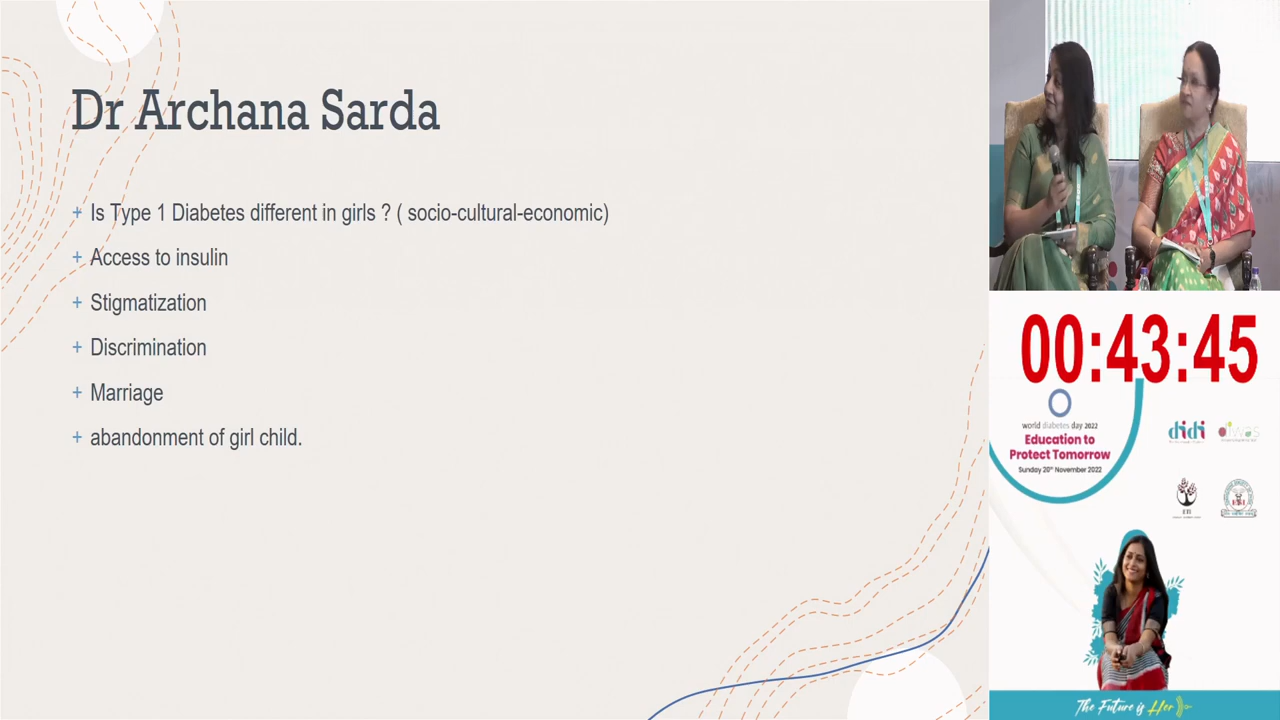 Dr Archana Sarda
+ Is Type 1 Diabetes different in girls ? ( socio-cultural-economic)
+ Access to insulin
+ Stigmatization
+ Discrimination
+ Marriage
+ abandonment of girl child.
00:43:45
world diabetes day 2022
Education to
Protect Tomorrow
Sunday 20th November 2022
didi
The Future is Her